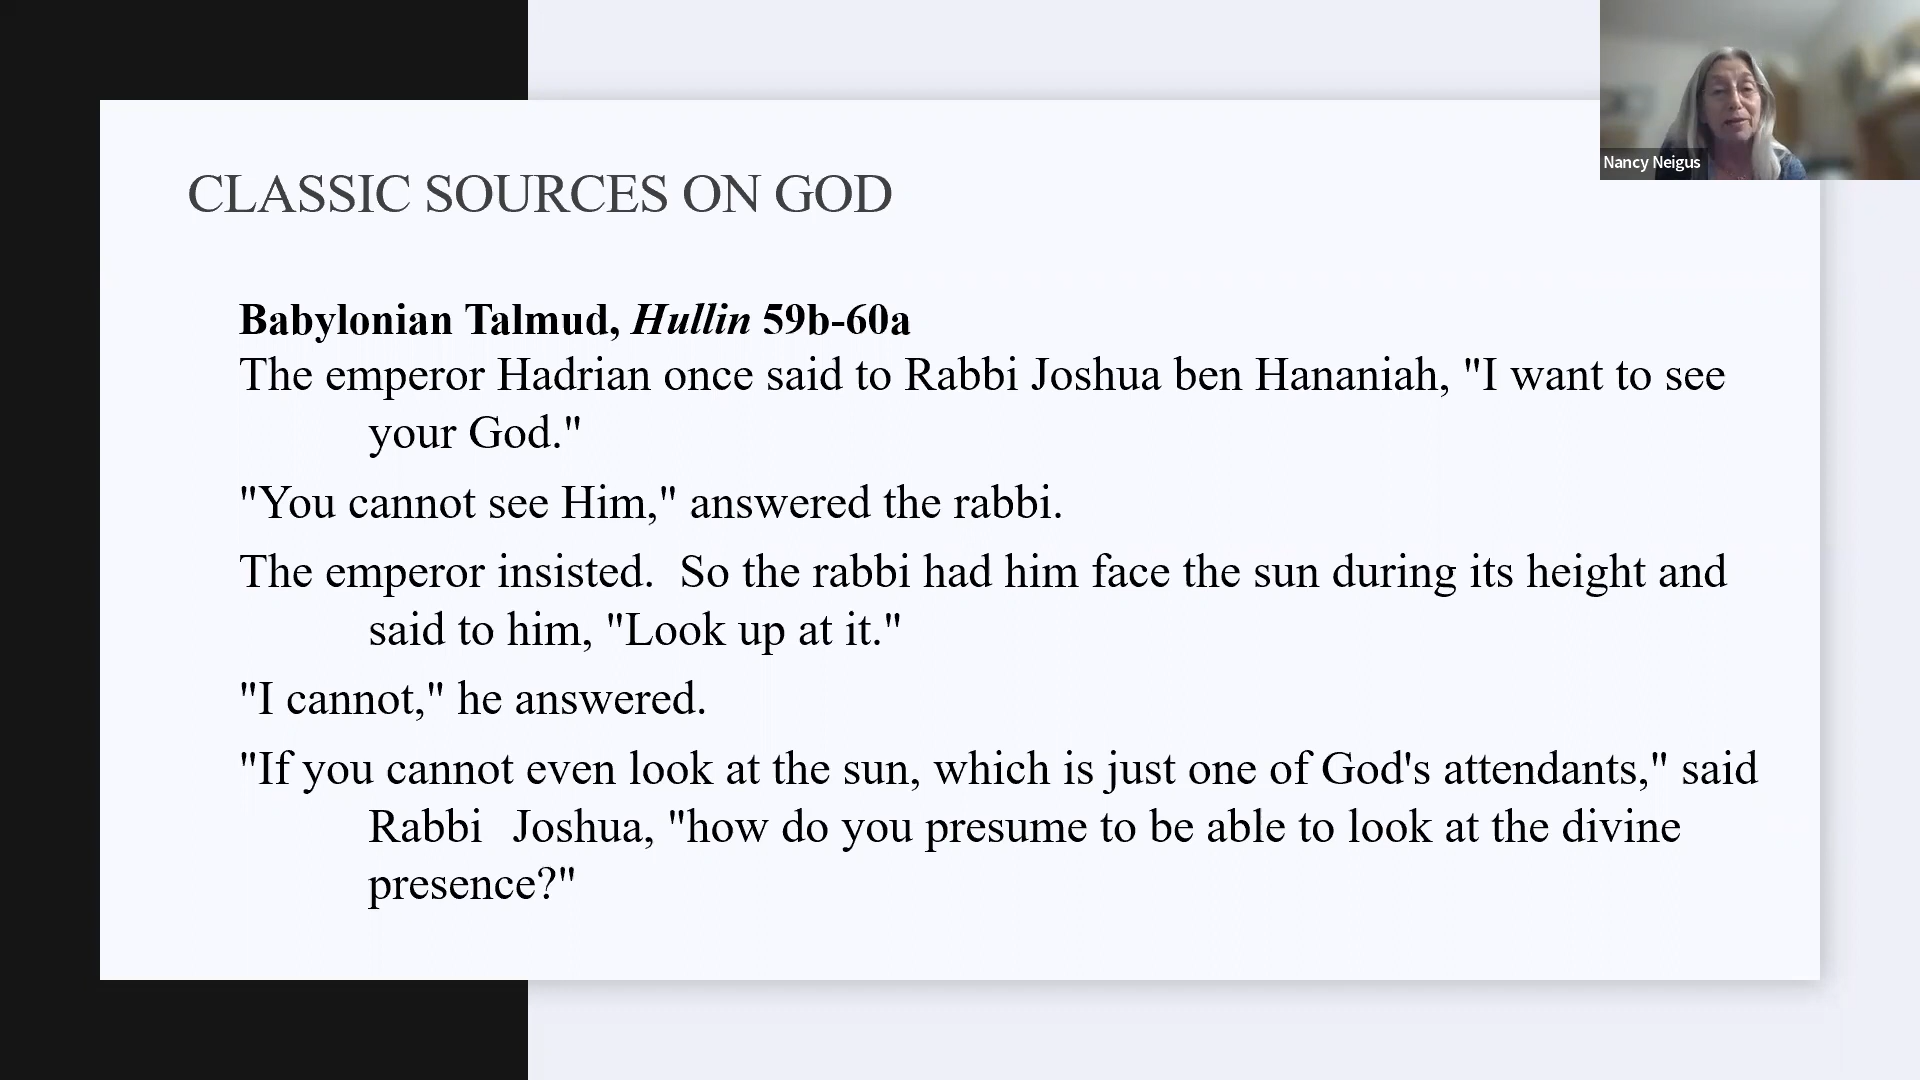 Nancy Neigus
CLASSIC SOURCES ON GOD
Babylonian Talmud, Hullin 59b-60a
The emperor Hadrian once said to Rabbi Joshua ben Hananiah, "I want to see
your God."
"You cannot see Him," answered the rabbi.
The emperor insisted.  So the rabbi had him face the sun during its height and
said to him, "Look up at it."
"I cannot," he answered.
"If you cannot even look at the sun, which is just one of God's attendants," said
Rabbi  Joshua, "how do you presume to be able to look at the divine
presence?"